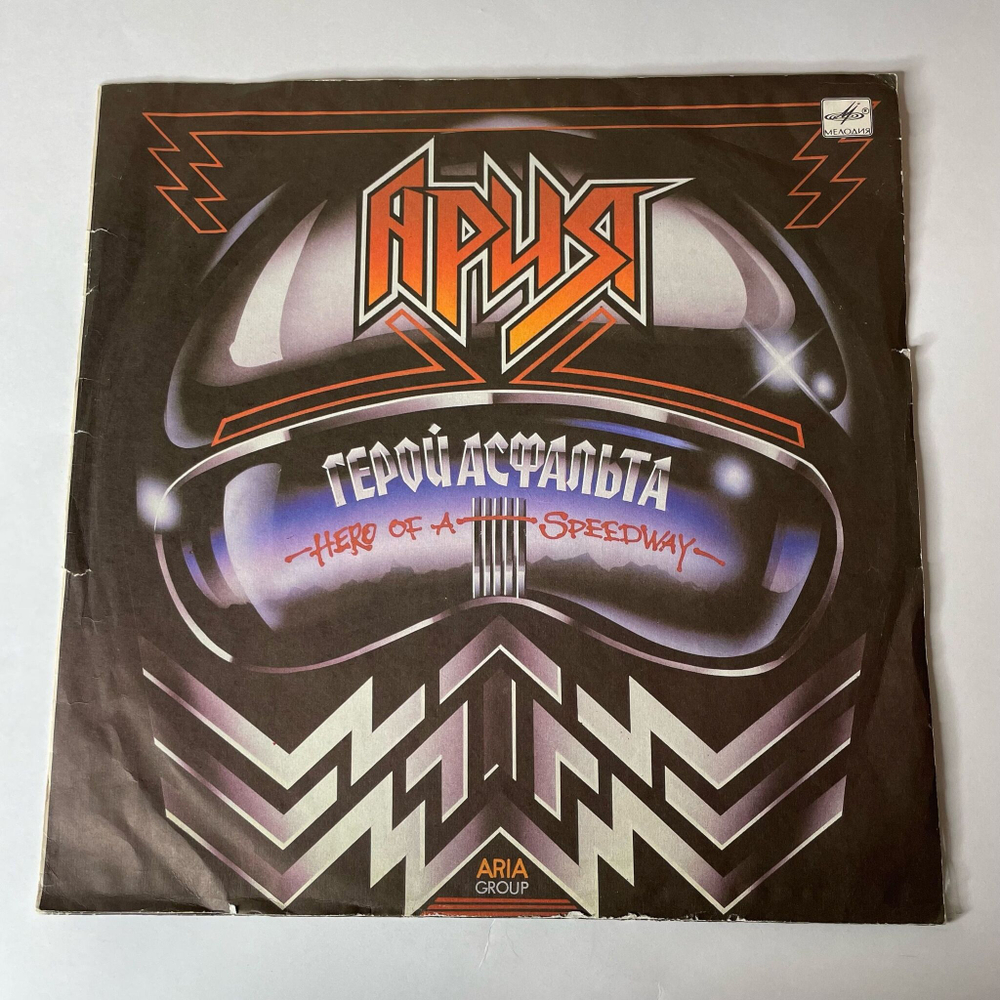 МЕЛОДИЯ
АРИЯ
ГЕРОЙ АСФАЛЬТА
HERO OF A SPEEDWAY
ARIA
GROUP